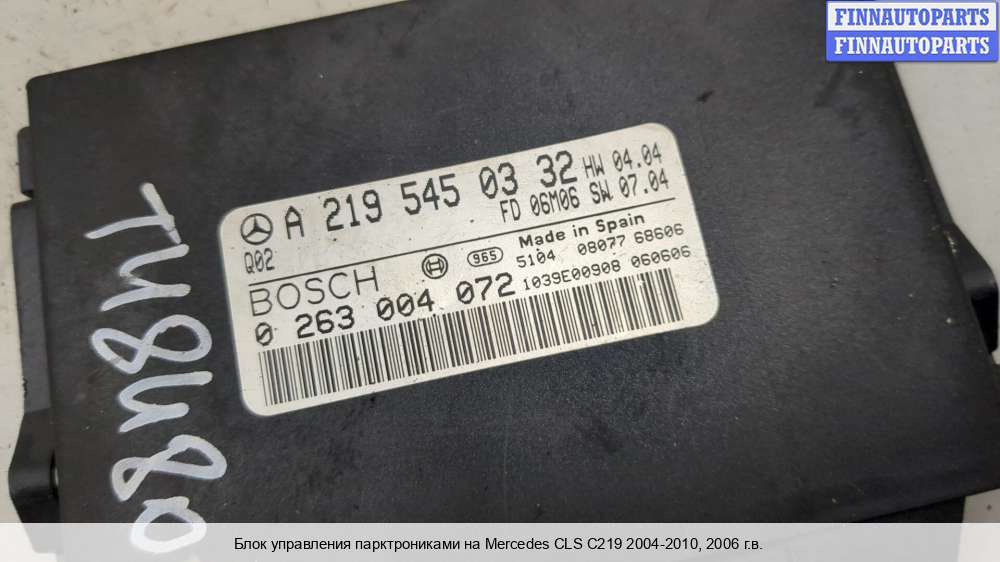 FINNAUTOPARTS
FINNAUTOPARTS
A 219 545 03 32 HW 04.04
FD 06M06 SW 07.04
Q02
965
Made in Spain
5104 08077 68606
BOSCH
0 263 004 072 1039E00908 060606
Блок управления парктрониками на Mercedes CLS C219 2004-2010, 2006 г.в.